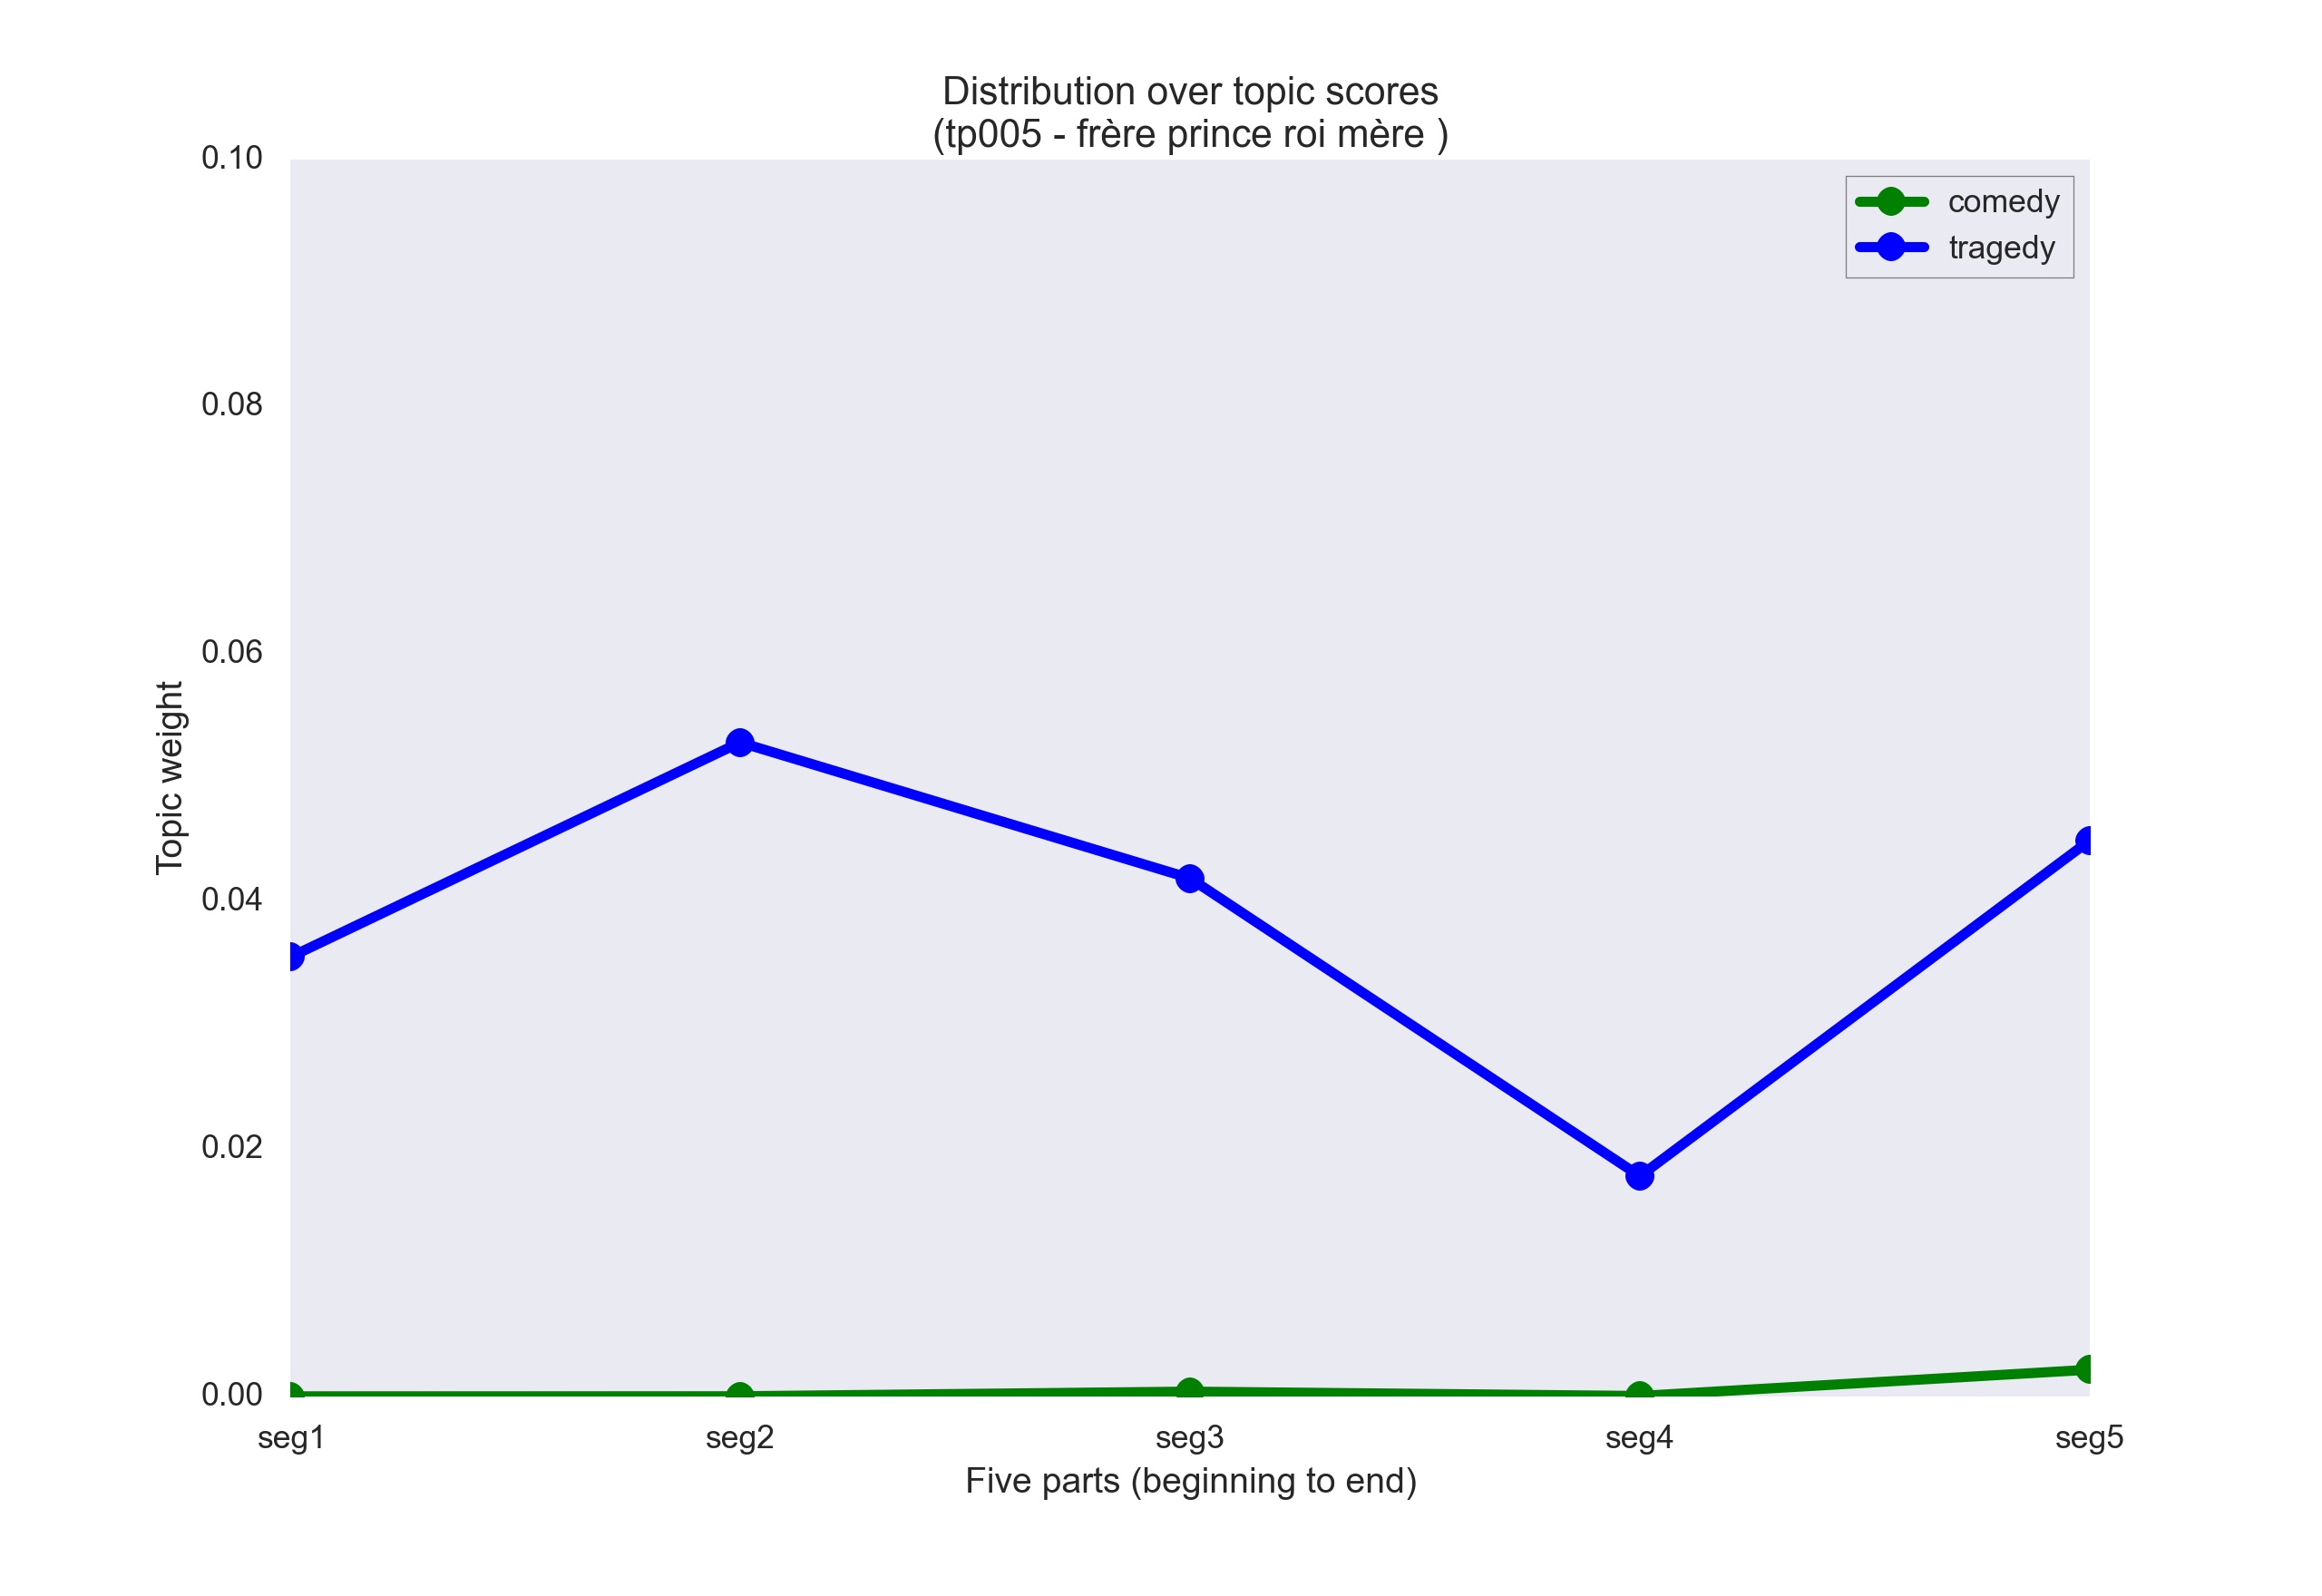 Distribution over topic scores
(tp005 - frère prince roi mère )
comedy
tragedy
0.10
0.08
0.06
0.04
0.02
0.00
Topic weight
seg1 seg2 seg3 seg4 seg5
Five parts (beginning to end)